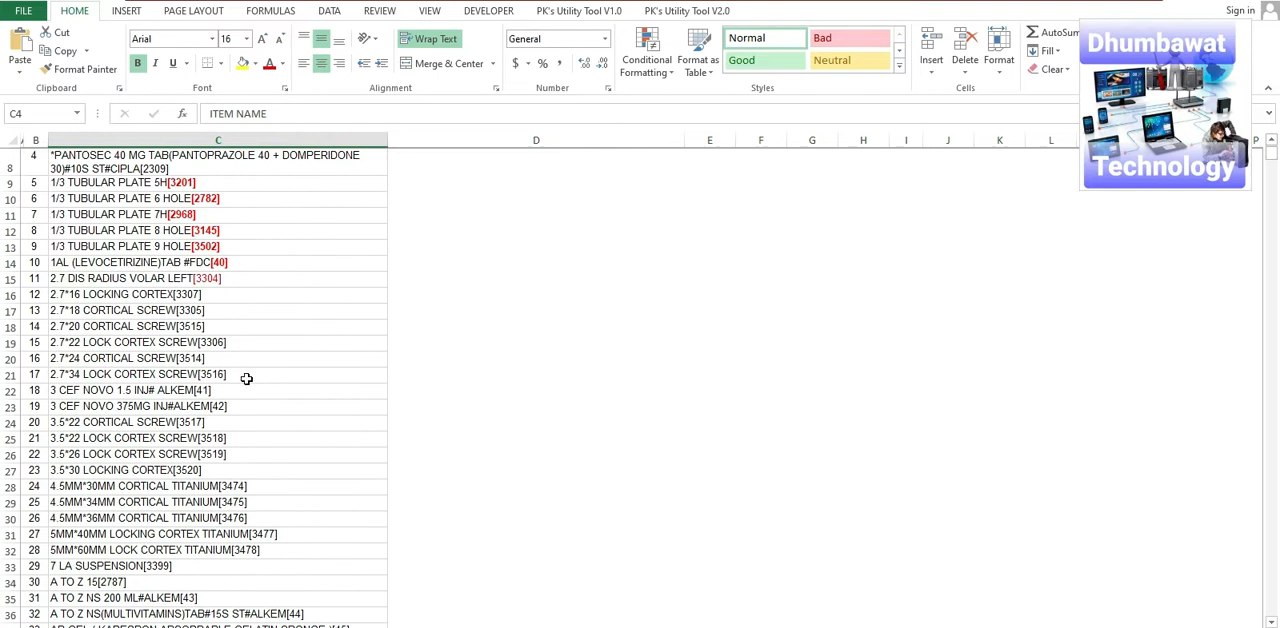 FILE HOME INSERT PAGE LAYOUT FORMULAS DATA REVIEW VIEW DEVELOPER PK's Utility Tool V1.0 PK's Utility Tool V2.0 Sign in
Cut
Copy
Format Painter
Paste
Clipboard
Arial 16 A A
B I U A
Font
Wrap Text
Merge & Center
Alignment
General
$ % ,
Number
Conditional
Formatting
Format as
Table
Normal Bad
Good Neutral
Styles
Insert Delete Format
Cells
AutoSum
Fill
Clear
Dhumbawat
Technology
C4 fx ITEM NAME
B C D E F G H I J K L P
8 4 *PANTOSEC 40 MG TAB(PANTOPRAZOLE 40 + DOMPERIDONE
30)#10S ST#CIPLA[2309]
9 5 1/3 TUBULAR PLATE 5H[3201]
10 6 1/3 TUBULAR PLATE 6 HOLE[2782]
11 7 1/3 TUBULAR PLATE 7H[2968]
12 8 1/3 TUBULAR PLATE 8 HOLE[3145]
13 9 1/3 TUBULAR PLATE 9 HOLE[3502]
14 10 1AL (LEVOCETIRIZINE)TAB #FDC[40]
15 11 2.7 DIS RADIUS VOLAR LEFT[3304]
16 12 2.7*16 LOCKING CORTEX[3307]
17 13 2.7*18 CORTICAL SCREW[3305]
18 14 2.7*20 CORTICAL SCREW[3515]
19 15 2.7*22 LOCK CORTEX SCREW[3306]
20 16 2.7*24 CORTICAL SCREW[3514]
21 17 2.7*34 LOCK CORTEX SCREW[3516]
22 18 3 CEF NOVO 1.5 INJ# ALKEM[41]
23 19 3 CEF NOVO 375MG INJ#ALKEM[42]
24 20 3.5*22 CORTICAL SCREW[3517]
25 21 3.5*22 LOCK CORTEX SCREW[3518]
26 22 3.5*26 LOCK CORTEX SCREW[3519]
27 23 3.5*30 LOCKING CORTEX[3520]
28 24 4.5MM*30MM CORTICAL TITANIUM[3474]
29 25 4.5MM*34MM CORTICAL TITANIUM[3475]
30 26 4.5MM*36MM CORTICAL TITANIUM[3476]
31 27 5MM*40MM LOCKING CORTEX TITANIUM[3477]
32 28 5MM*60MM LOCK CORTEX TITANIUM[3478]
33 29 7 LA SUSPENSION[3399]
34 30 A TO Z 15[2787]
35 31 A TO Z NS 200 ML#ALKEM[43]
36 32 A TO Z NS(MULTIVITAMINS)TAB#15S ST#ALKEM[44]